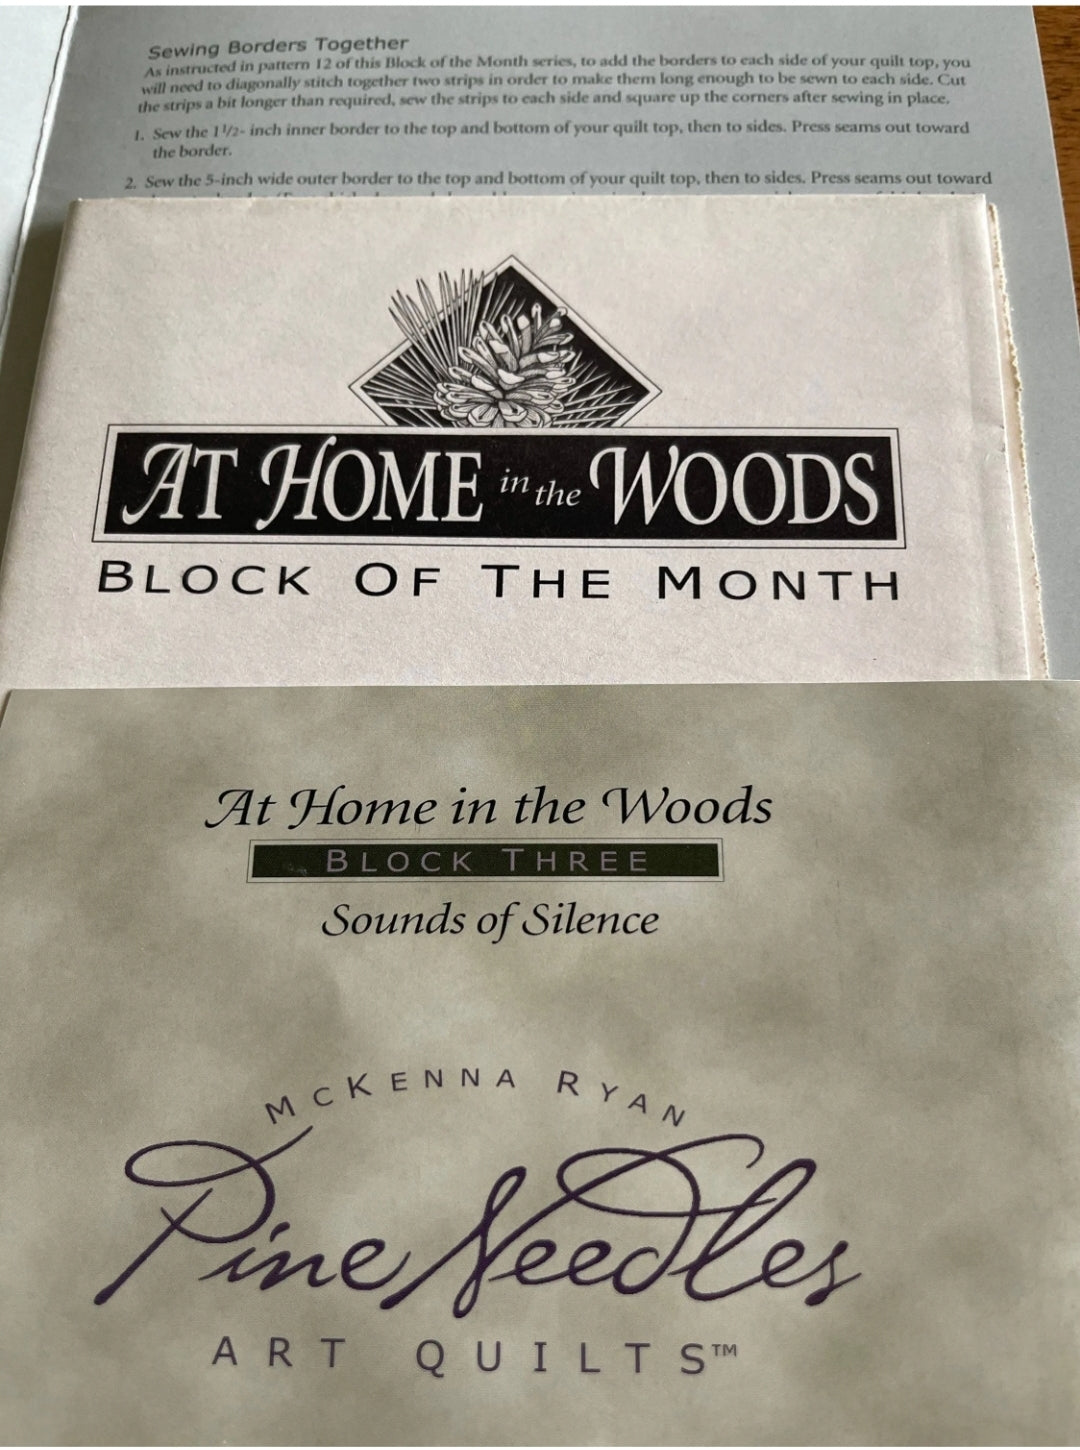 Sewing Borders Together
As instructed in pattern 12 of this Block of the Month series, to add the borders to each side of your quilt top, you
will need to diagonally stitch together two strips in order to make them long enough to be sewn to each side. Cut
the strips a bit longer than required, sew the strips to each side and square up the corners after sewing in place.
1. Sew the 1 1/2- inch inner border to the top and bottom of your quilt top, then to sides. Press seams out toward
the border.
2. Sew the 5-inch wide outer border to the top and bottom of your quilt top, then to sides. Press seams out toward
AT HOME in the WOODS
BLOCK OF THE MONTH
At Home in the Woods
BLOCK THREE
Sounds of Silence
MCKENNA RYAN
Pine Needles
ART QUILTS™